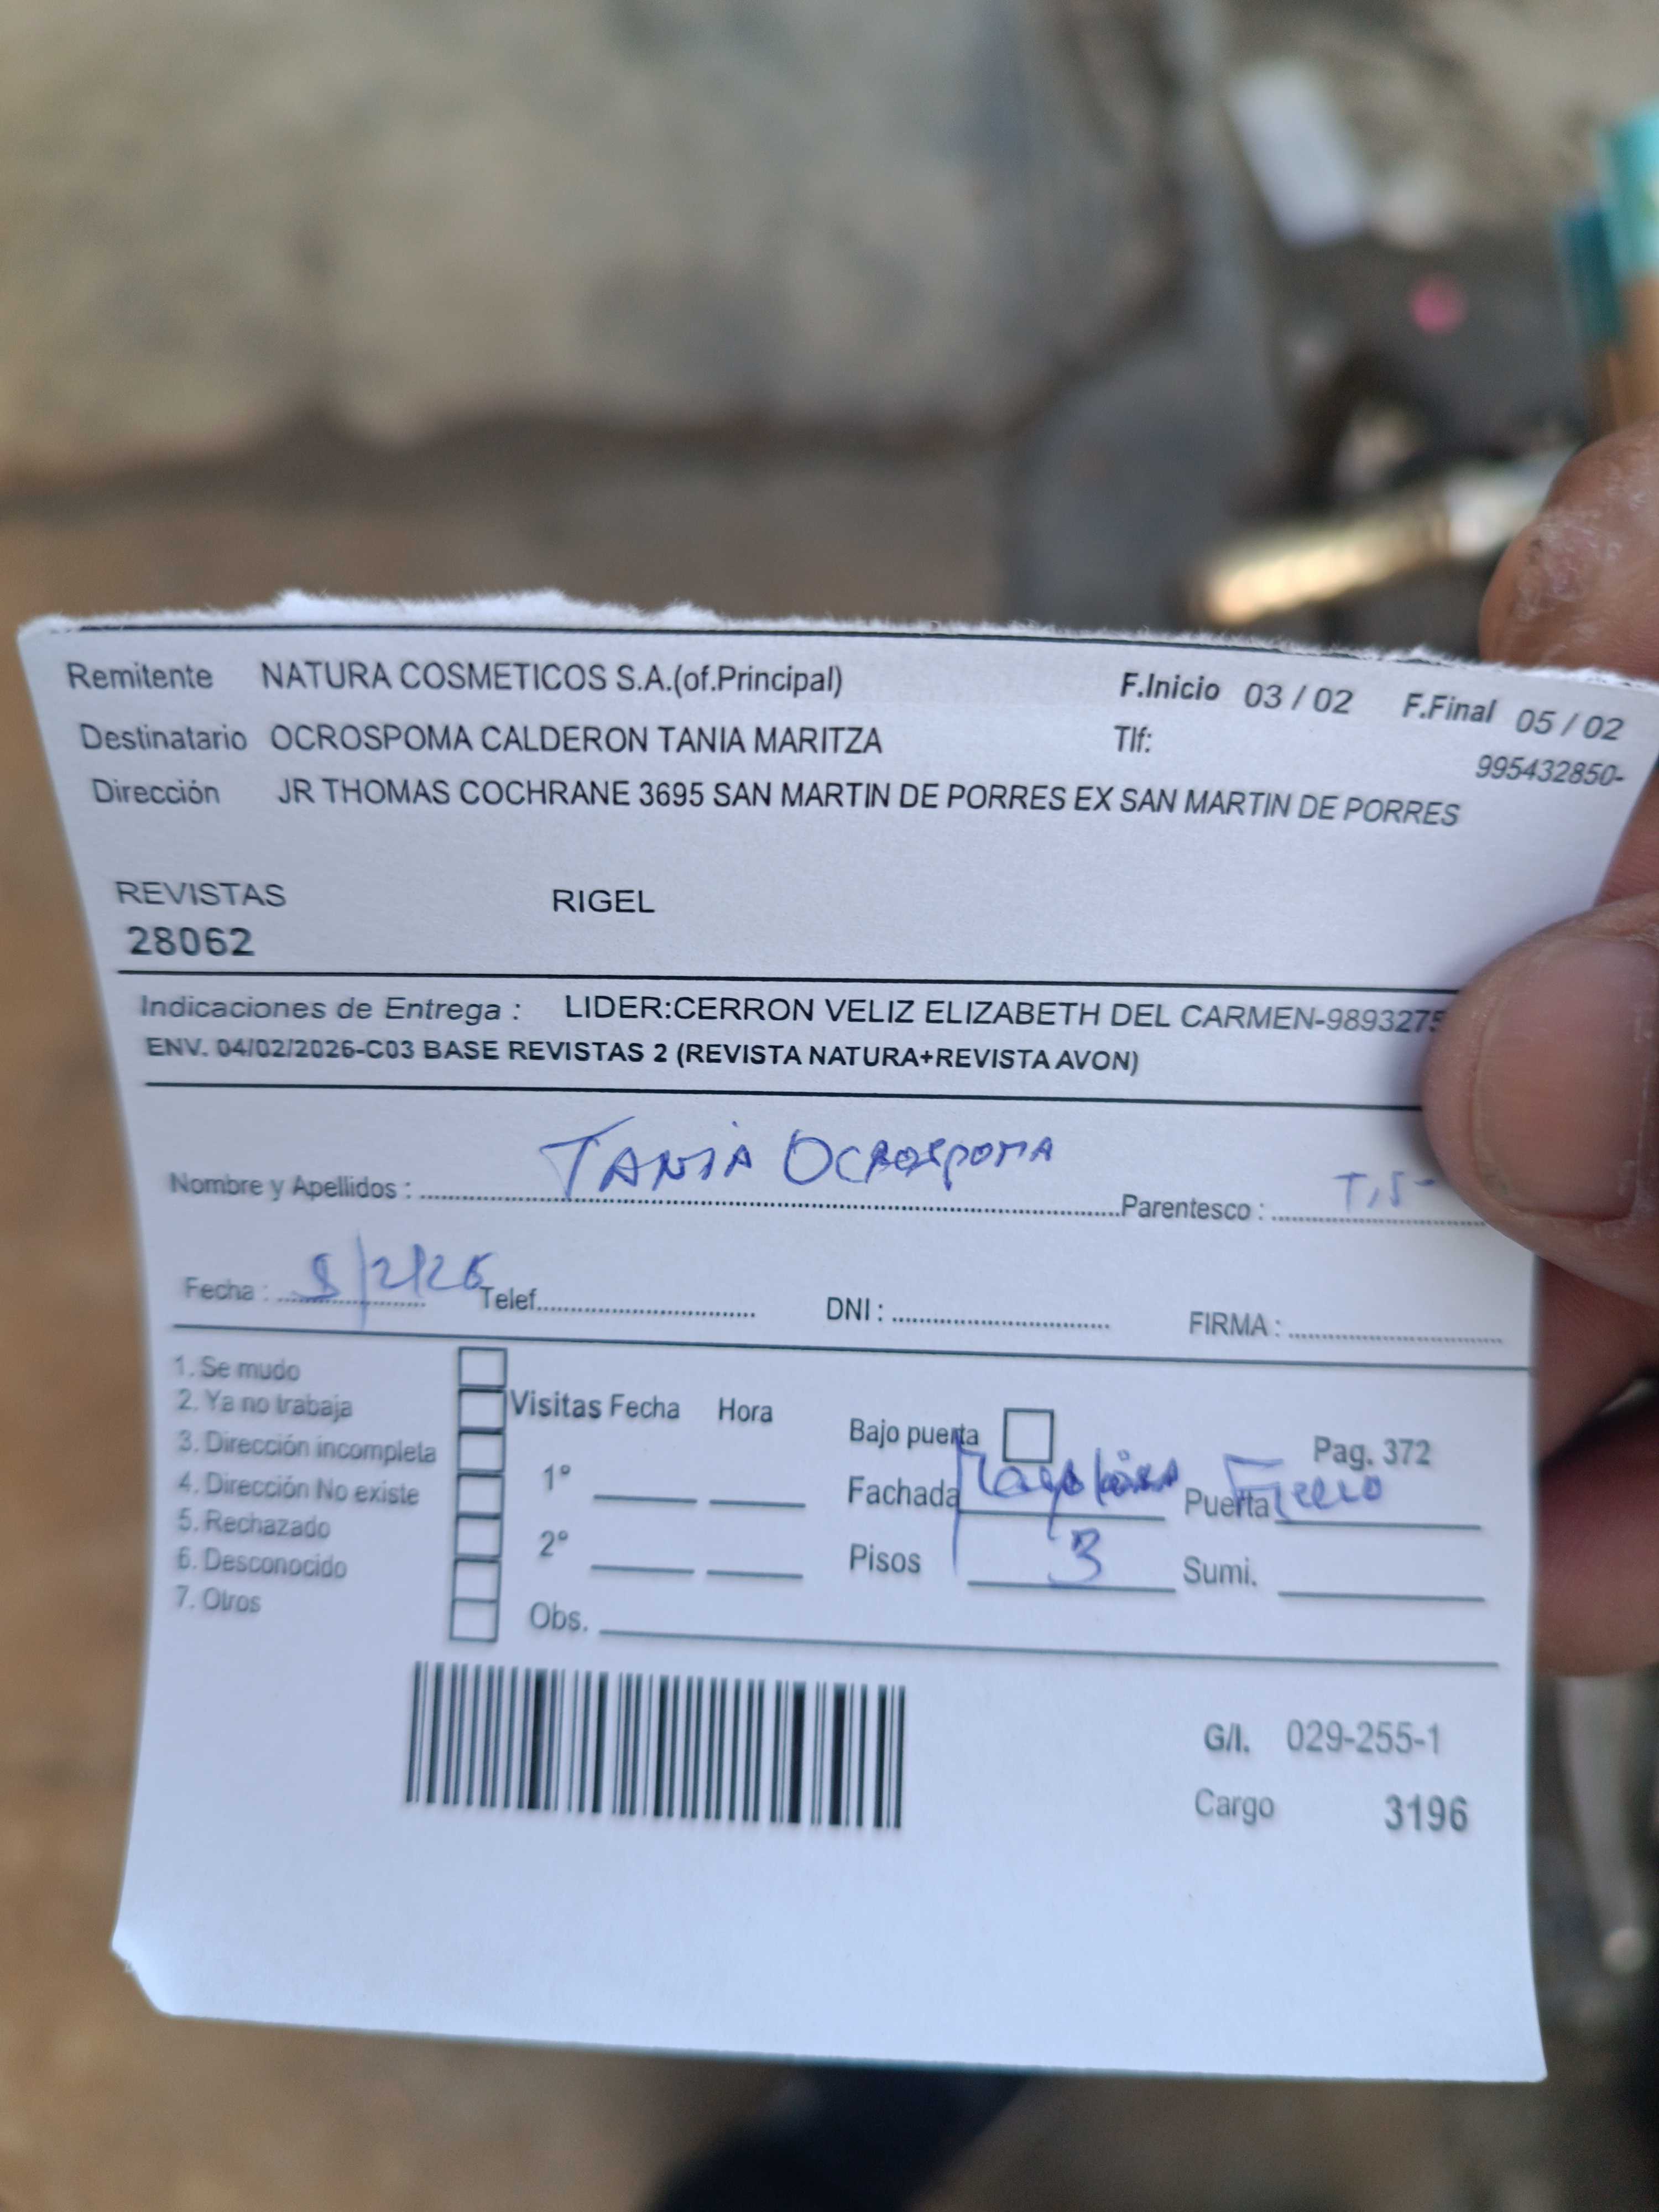 Remitente NATURA COSMETICOS S.A.(of.Principal) F.Inicio 03 / 02 F.Final 05 / 02
Destinatario OCROSPOMA CALDERON TANIA MARITZA Tlf: 995432850-
Dirección JR THOMAS COCHRANE 3695 SAN MARTIN DE PORRES EX SAN MARTIN DE PORRES
REVISTAS RIGEL
28062
Indicaciones de Entrega : LIDER:CERRON VELIZ ELIZABETH DEL CARMEN-9893275
ENV. 04/02/2026-C03 BASE REVISTAS 2 (REVISTA NATURA+REVISTA AVON)
Nombre y Apellidos : TANIA OCROSPOMA Parentesco :
Fecha : /2/26 Telef. DNI : FIRMA :
1. Se mudo
2. Ya no trabaja Visitas Fecha Hora Bajo puerta Pag. 372
3. Dirección incompleta
4. Dirección No existe 1° Fachada Puerta Fierro
5. Rechazado
6. Desconocido 2° Pisos 3 Sumi.
7. Otros Obs.
G/I. 029-255-1
Cargo 3196